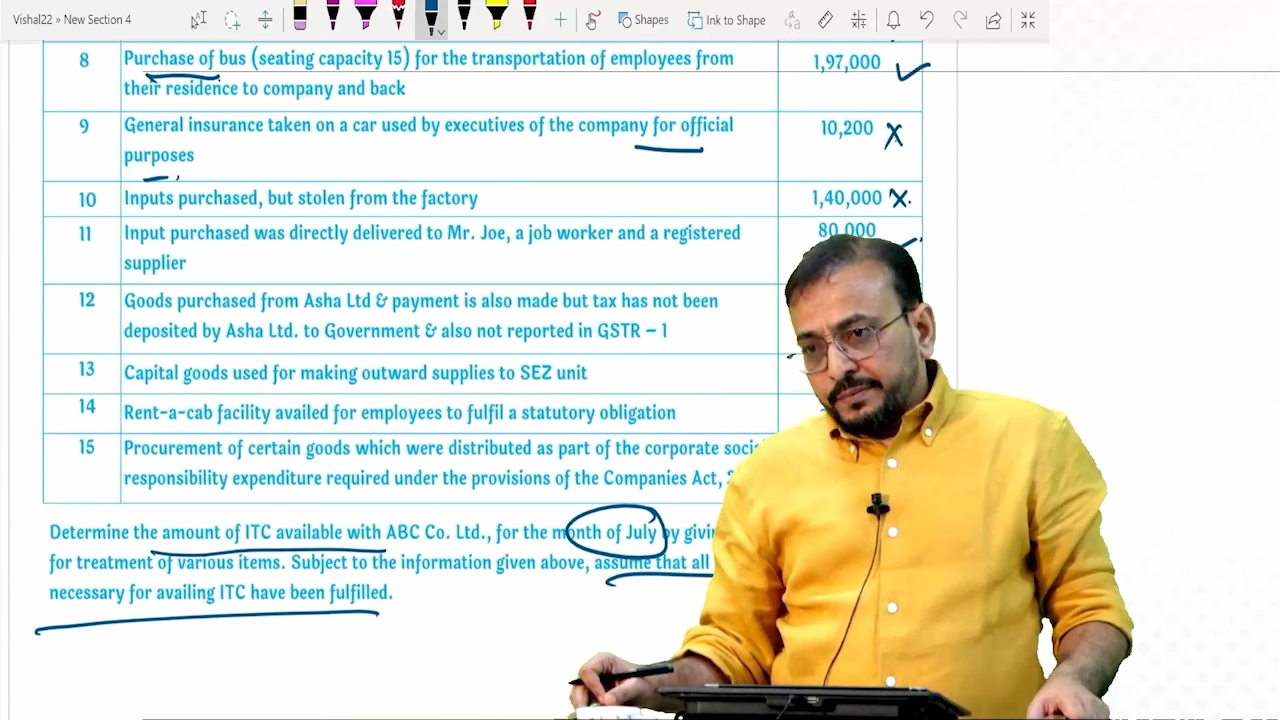 Vishal22 » New Section 4
Shapes
Ink to Shape
8 Purchase of bus (seating capacity 15) for the transportation of employees from 1,97,000
their residence to company and back
9 General insurance taken on a car used by executives of the company for official 10,200
purposes
10 Inputs purchased, but stolen from the factory 1,40,000
11 Input purchased was directly delivered to Mr. Joe, a job worker and a registered 80,000
supplier
12 Goods purchased from Asha Ltd & payment is also made but tax has not been
deposited by Asha Ltd. to Government & also not reported in GSTR – 1
13 Capital goods used for making outward supplies to SEZ unit
14 Rent-a-cab facility availed for employees to fulfil a statutory obligation
15 Procurement of certain goods which were distributed as part of the corporate
responsibility expenditure required under the provisions of the Companies Act,
Determine the amount of ITC available with ABC Co. Ltd., for the month of July by
for treatment of various items. Subject to the information given above, assume that all
necessary for availing ITC have been fulfilled.